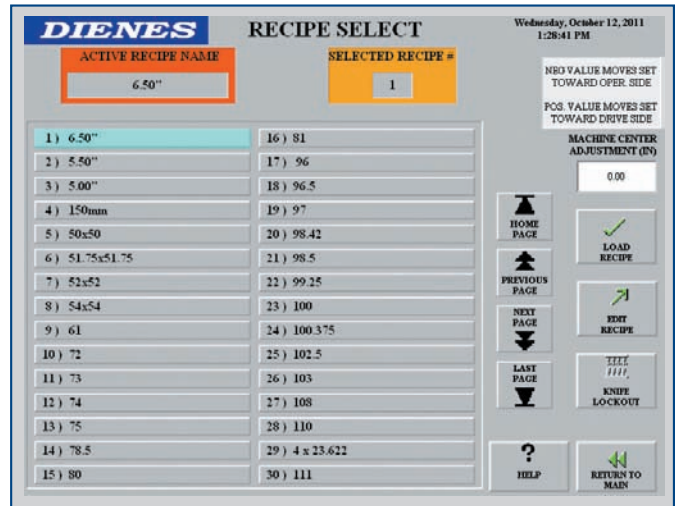 DIENES
RECIPE SELECT
Wednesday, October 12, 2011
1:28:41 PM
ACTIVE RECIPE NAME
6.50"
SELECTED RECIPE #
1
NEG VALUE MOVES SET
TOWARD OPER. SIDE
POS. VALUE MOVES SET
TOWARD DRIVE SIDE
MACHINE CENTER
ADJUSTMENT (IN)
0.00
1 ) 6.50"
2 ) 5.50"
3 ) 5.00"
4 ) 150mm
5 ) 50x50
6 ) 51.75x51.75
7 ) 52x52
8 ) 54x54
9 ) 61
10 ) 72
11 ) 73
12 ) 74
13 ) 75
14 ) 78.5
15 ) 80
16 ) 81
17 ) 96
18 ) 96.5
19 ) 97
20 ) 98.42
21 ) 98.5
22 ) 99.25
23 ) 100
24 ) 100.375
25 ) 102.5
26 ) 103
27 ) 108
28 ) 110
29 ) 4 x 23.622
30 ) 111
HOME
PAGE
PREVIOUS
PAGE
NEXT
PAGE
LAST
PAGE
LOAD
RECIPE
EDIT
RECIPE
KNIFE
LOCKOUT
?
HELP
RETURN TO
MAIN